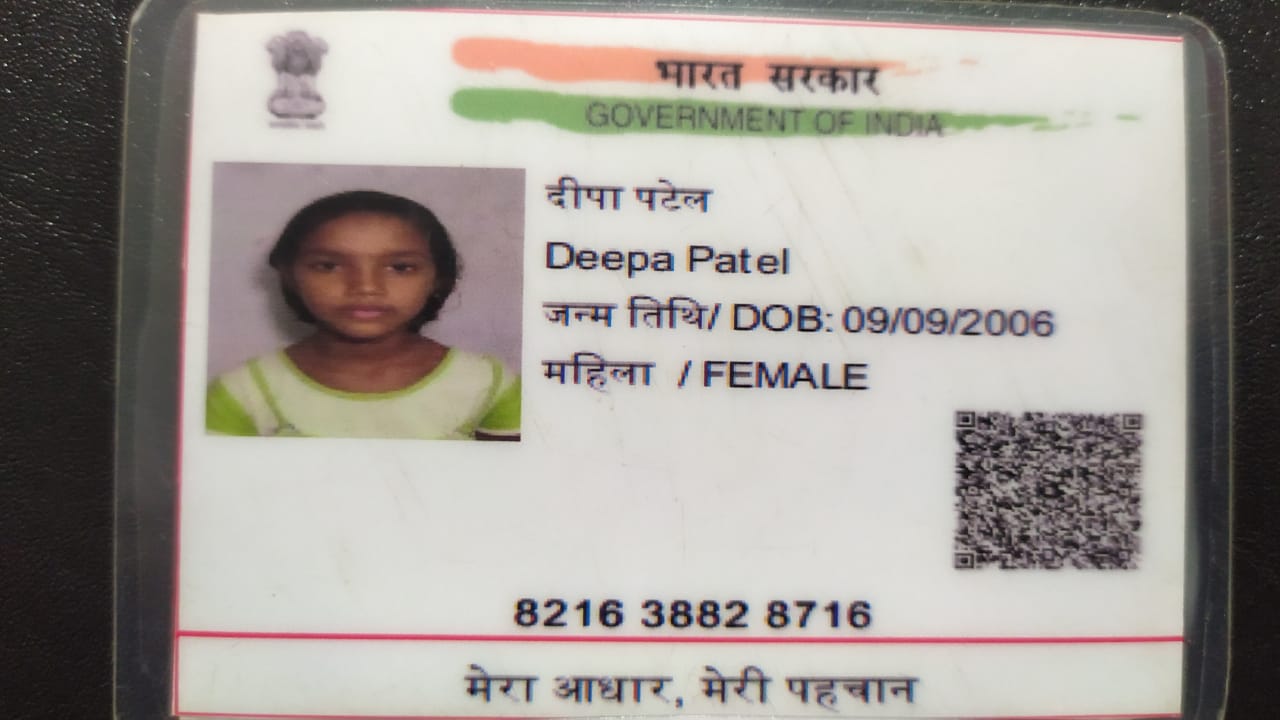 भारत सरकार
GOVERNMENT OF INDIA
दीपा पटेल
Deepa Patel
जन्म तिथि/ DOB: 09/09/2006
महिला / FEMALE
8216 3882 8716
मेरा आधार, मेरी पहचान